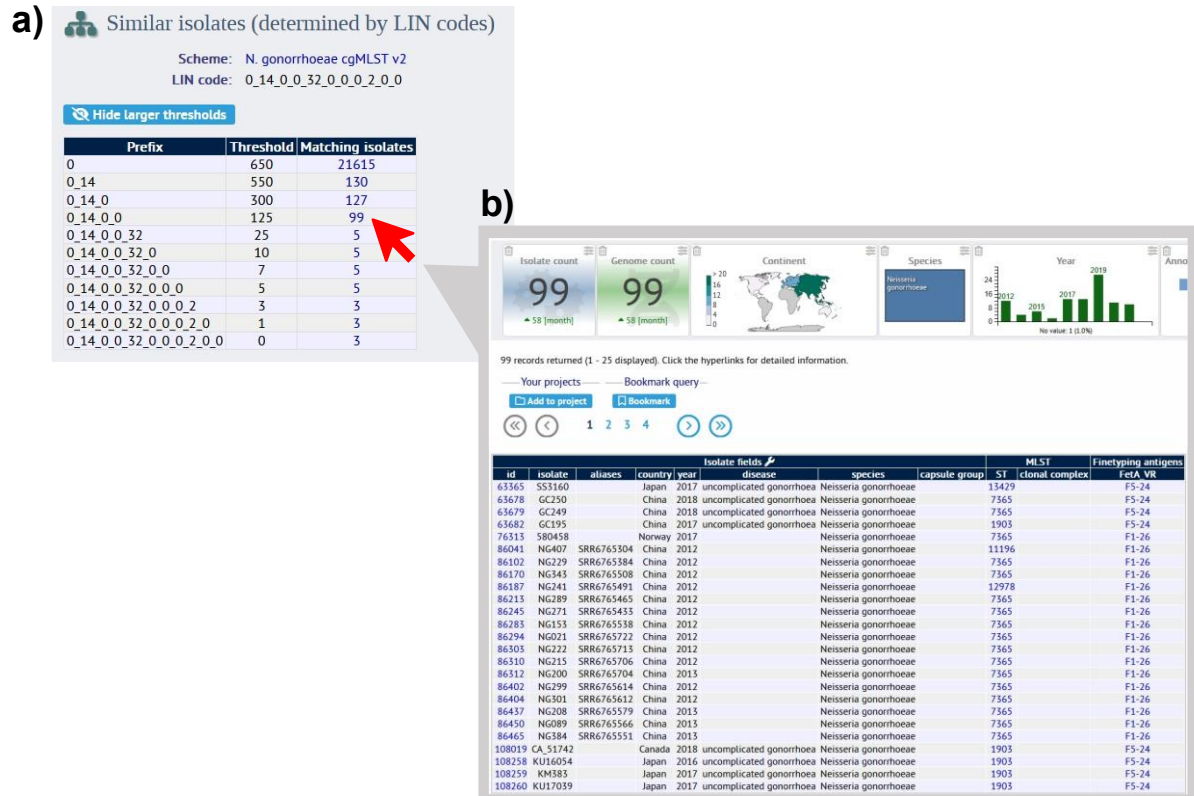 a)
Similar isolates (determined by LIN codes)
Scheme: N. gonorrhoeae cgMLST v2
LIN code: 0_14_0_0_32_0_0_0_2_0_0
Hide larger thresholds
Prefix Threshold Matching isolates
0 650 21615
0_14 550 130
0_14_0 300 127
0_14_0_0 125 99
0_14_0_0_32 25 5
0_14_0_0_32_0 10 5
0_14_0_0_32_0_0 7 5
0_14_0_0_32_0_0_0 5 5
0_14_0_0_32_0_0_0_2 3 3
0_14_0_0_32_0_0_0_2_0 1 3
0_14_0_0_32_0_0_0_2_0_0 0 3
b)
Isolate count Genome count Continent Species Year Anno
99 99
58 [month] 58 [month]
> 20
16
12
8
4
0
Neisseria
gonorrhoeae
24
16
8
0
2012 2015 2017 2019
No value: 1 (1.0%)
99 records returned (1 - 25 displayed). Click the hyperlinks for detailed information.
Your projects Bookmark query
Add to project Bookmark
1 2 3 4
Isolate fields MLST Finetyping antigens
id isolate aliases country year disease species capsule group ST clonal complex FetA_VR
63365 SS3160 Japan 2017 uncomplicated gonorrhoea Neisseria gonorrhoeae 13429 F5-24
63678 GC250 China 2018 uncomplicated gonorrhoea Neisseria gonorrhoeae 7365 F5-24
63679 GC249 China 2018 uncomplicated gonorrhoea Neisseria gonorrhoeae 7365 F5-24
63682 GC195 China 2017 uncomplicated gonorrhoea Neisseria gonorrhoeae 1903 F5-24
76313 580458 Norway 2017 Neisseria gonorrhoeae 7365 F1-26
86041 NG407 SRR6765304 China 2012 Neisseria gonorrhoeae 11196 F1-26
86102 NG229 SRR6765384 China 2012 Neisseria gonorrhoeae 7365 F1-26
86170 NG343 SRR6765508 China 2012 Neisseria gonorrhoeae 7365 F1-26
86187 NG241 SRR6765491 China 2012 Neisseria gonorrhoeae 12978 F1-26
86213 NG289 SRR6765465 China 2012 Neisseria gonorrhoeae 7365 F1-26
86245 NG271 SRR6765433 China 2012 Neisseria gonorrhoeae 7365 F1-26
86283 NG153 SRR6765538 China 2012 Neisseria gonorrhoeae 7365 F1-26
86294 NG021 SRR6765722 China 2012 Neisseria gonorrhoeae 7365 F1-26
86303 NG222 SRR6765713 China 2012 Neisseria gonorrhoeae 7365 F1-26
86310 NG215 SRR6765706 China 2012 Neisseria gonorrhoeae 7365 F1-26
86312 NG200 SRR6765704 China 2013 Neisseria gonorrhoeae 7365 F1-26
86402 NG299 SRR6765614 China 2012 Neisseria gonorrhoeae 7365 F1-26
86404 NG301 SRR6765612 China 2012 Neisseria gonorrhoeae 7365 F1-26
86437 NG208 SRR6765579 China 2013 Neisseria gonorrhoeae 7365 F1-26
86450 NG089 SRR6765566 China 2013 Neisseria gonorrhoeae 7365 F1-26
86465 NG384 SRR6765551 China 2013 Neisseria gonorrhoeae 7365 F1-26
108019 CA_51742 Canada 2018 uncomplicated gonorrhoea Neisseria gonorrhoeae 1903 F5-24
108258 KU16054 Japan 2016 uncomplicated gonorrhoea Neisseria gonorrhoeae 1903 F5-24
108259 KM383 Japan 2017 uncomplicated gonorrhoea Neisseria gonorrhoeae 1903 F5-24
108260 KU17039 Japan 2017 uncomplicated gonorrhoea Neisseria gonorrhoeae 1903 F5-24